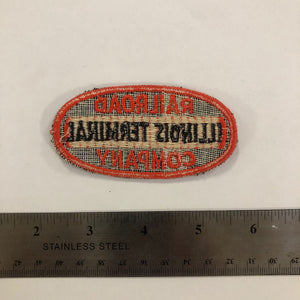 RAILROAD
ILLINOIS TERMINAL
COMPANY
2 3 4 5 6
STAINLESS STEEL